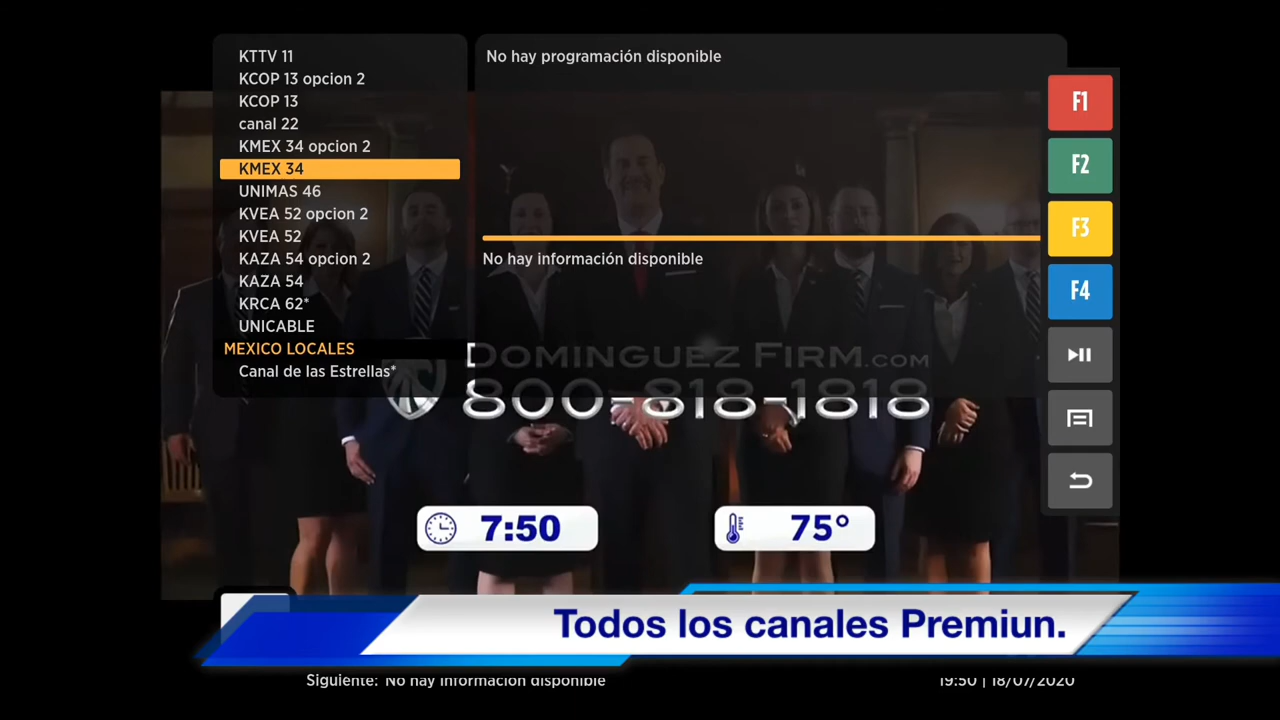 KTTV 11
KCOP 13 opcion 2
KCOP 13
canal 22
KMEX 34 opcion 2
KMEX 34
UNIMAS 46
KVEA 52 opcion 2
KVEA 52
KAZA 54 opcion 2
KAZA 54
KRCA 62*
UNICABLE
MEXICO LOCALES
Canal de las Estrellas*
No hay programación disponible
No hay información disponible
F1
F2
F3
F4
DOMINGUEZ FIRM.COM
800-818-1818
7:50
75°
Todos los canales Premiun.
Siguiente: No hay información disponible
19:50 | 18/07/2020